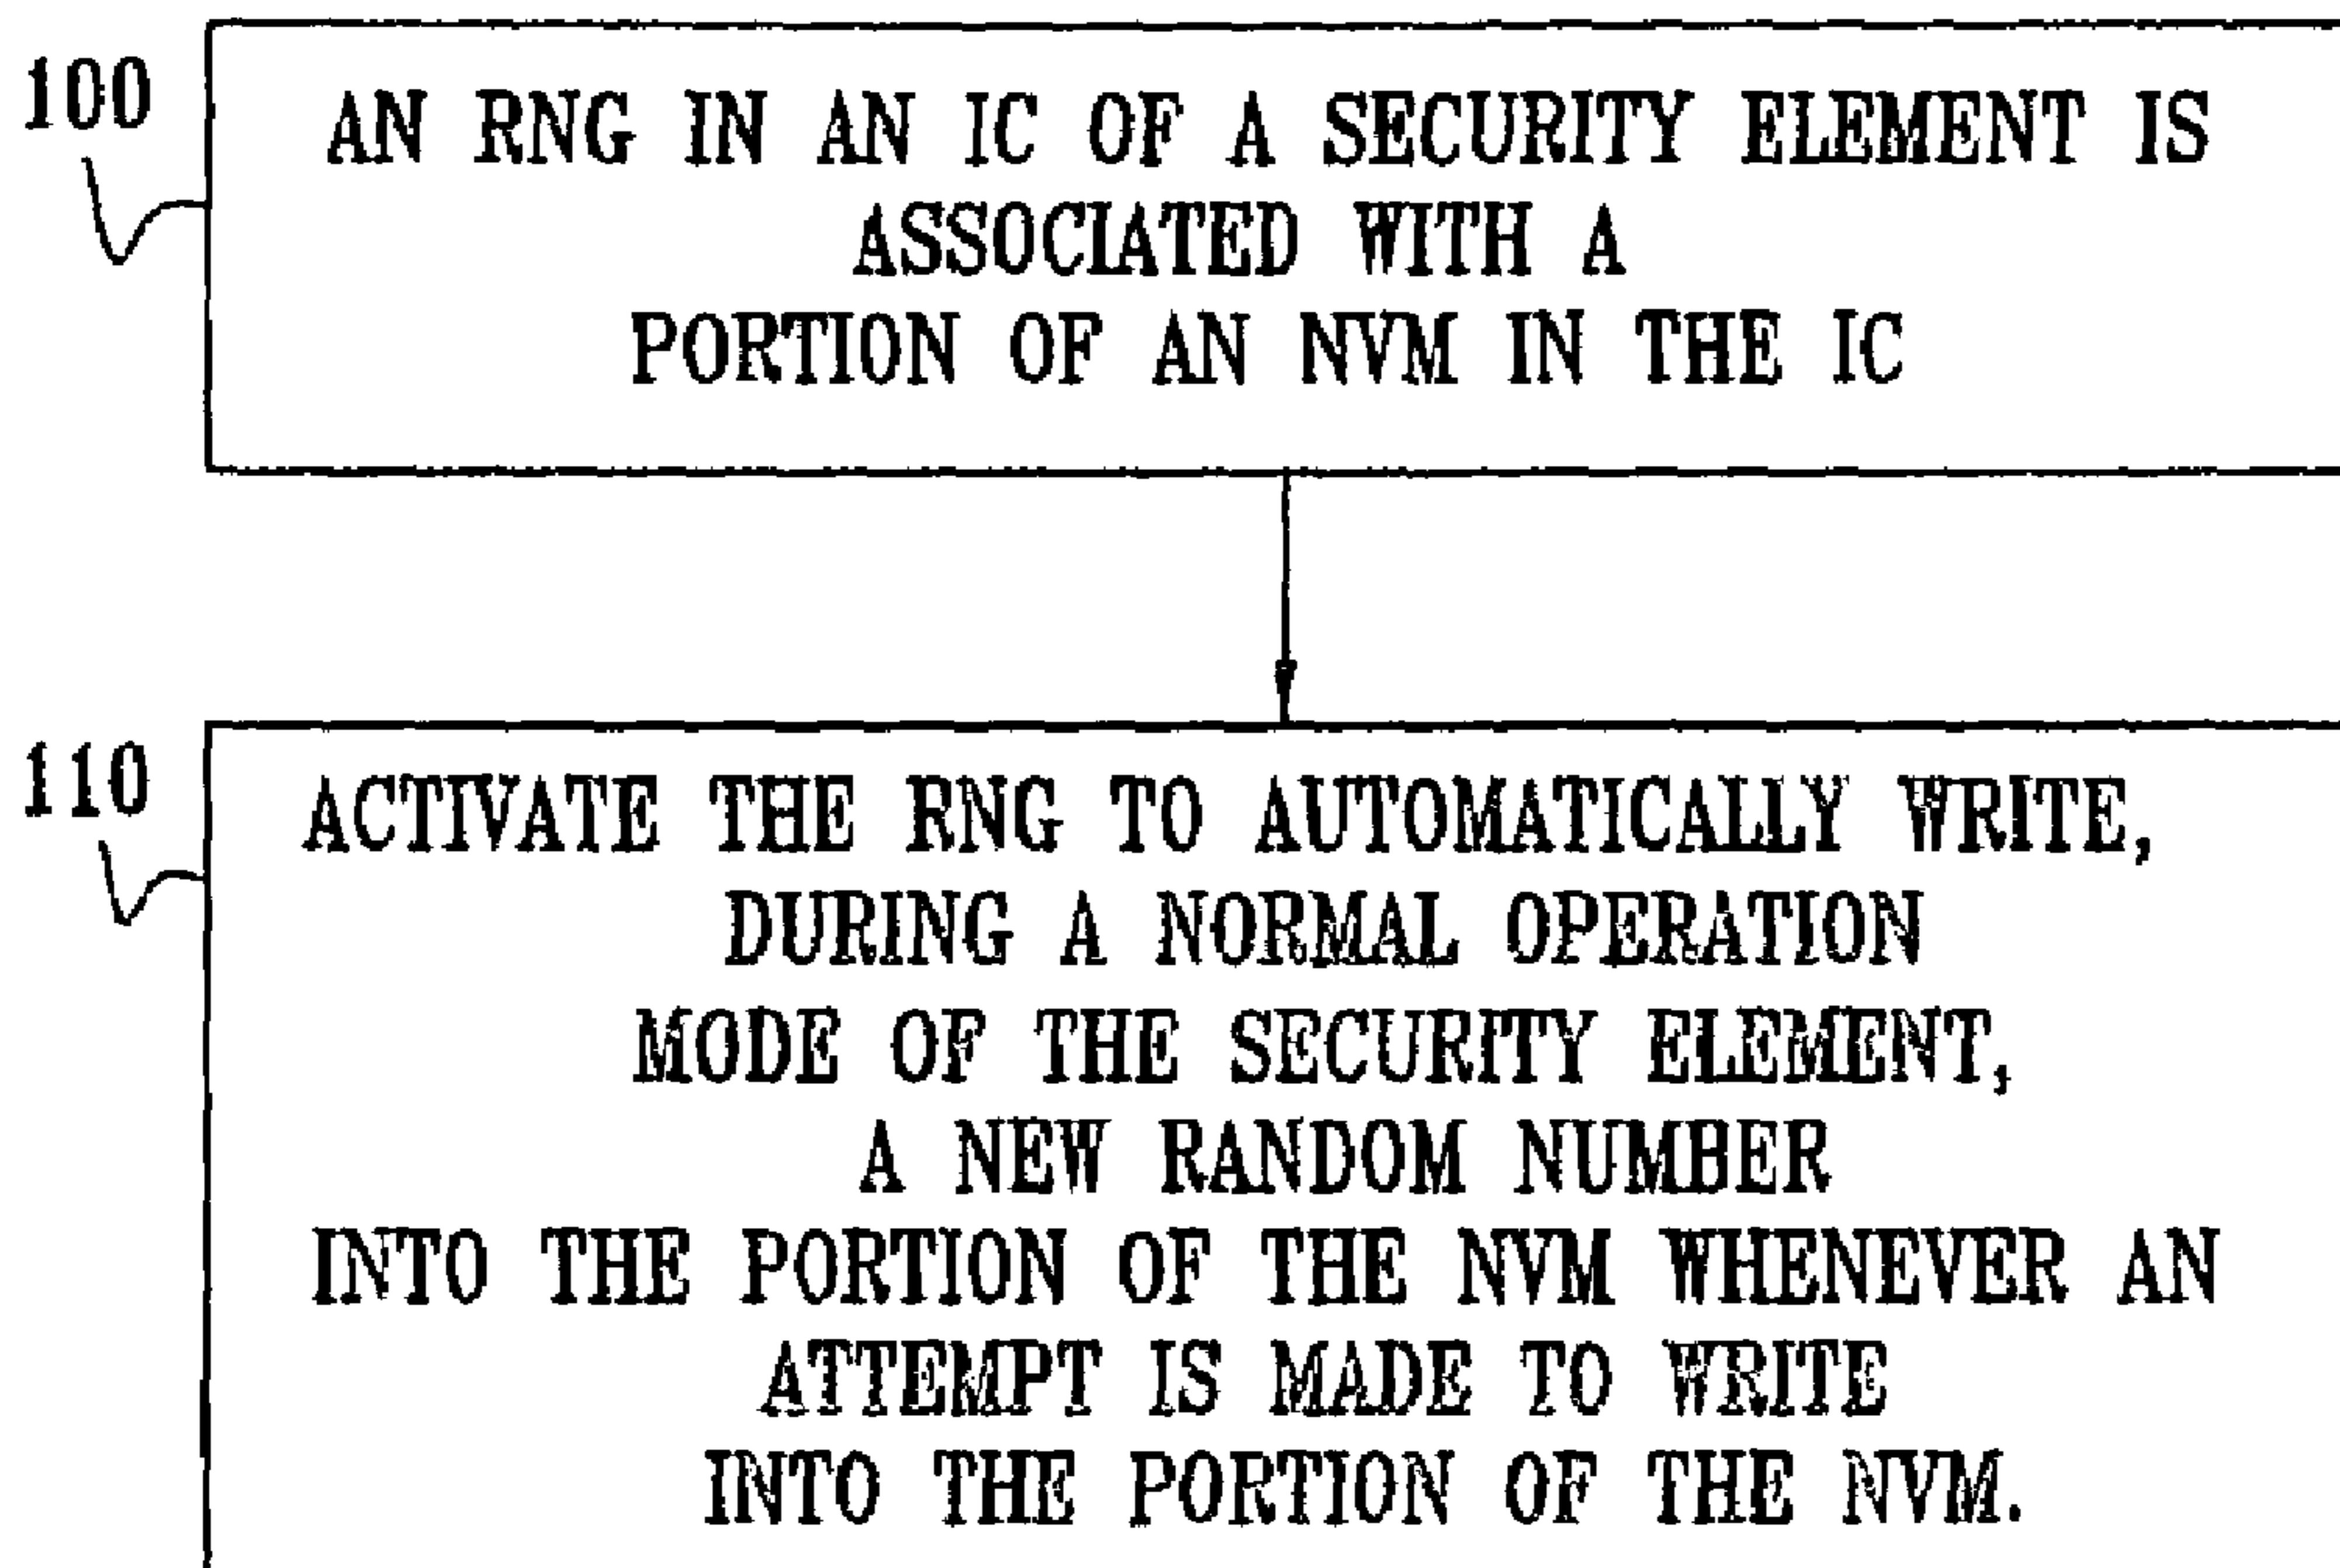 100
AN RNG IN AN IC OF A SECURITY ELEMENT IS
ASSOCIATED WITH A
PORTION OF AN NVM IN THE IC
110
ACTIVATE THE RNG TO AUTOMATICALLY WRITE,
DURING A NORMAL OPERATION
MODE OF THE SECURITY ELEMENT,
A NEW RANDOM NUMBER
INTO THE PORTION OF THE NVM WHENEVER AN
ATTEMPT IS MADE TO WRITE
INTO THE PORTION OF THE NVM.